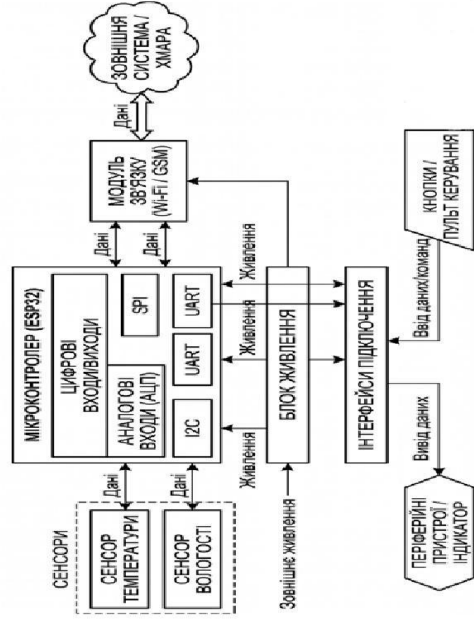 СЕНСОРИ
СЕНСОР
ТЕМПЕРАТУРИ
СЕНСОР
ВОЛОГОСТІ
Дані
Дані
МІКРОКОНТРОЛЕР (ESP32)
ЦИФРОВІ
ВХОДИ/ВИХОДИ
АНАЛОГОВІ
ВХОДИ (АЦП)
SPI
I2C
UART
UART
Дані
Дані
МОДУЛЬ
ЗВ'ЯЗКУ
(Wi-Fi / GSM)
Дані
ЗОВНІШНЯ
СИСТЕМА /
ХМАРА
Живлення
Живлення
Живлення
Зовнішнє живлення
БЛОК ЖИВЛЕННЯ
ІНТЕРФЕЙСИ ПІДКЛЮЧЕННЯ
Вивід даних
Ввід даних/команд
ПЕРИФЕРІЙНІ
ПРИСТРОЇ /
ІНДИКАТОР
КНОПКИ /
ПУЛЬТ КЕРУВАННЯ